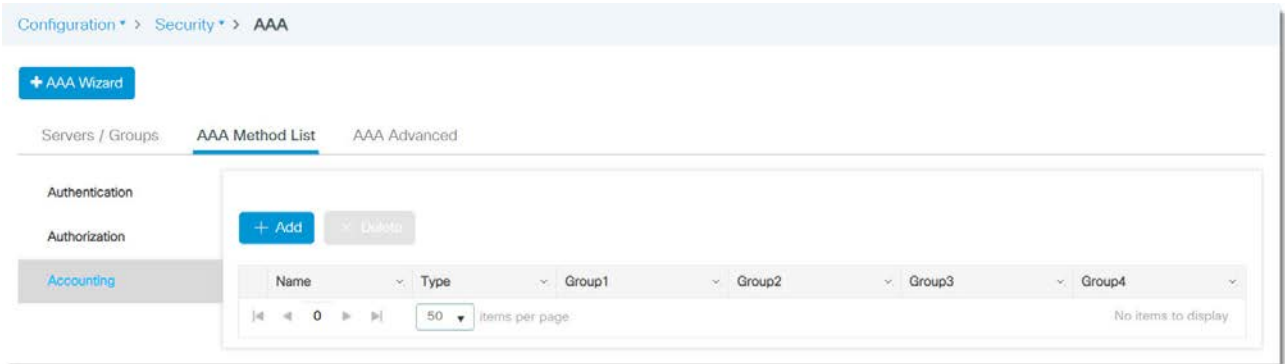 Configuration > Security > AAA
+ AAA Wizard
Servers / Groups AAA Method List AAA Advanced
Authentication
Authorization
Accounting
+ Add × Delete
Name Type Group1 Group2 Group3 Group4
0 50 items per page No items to display